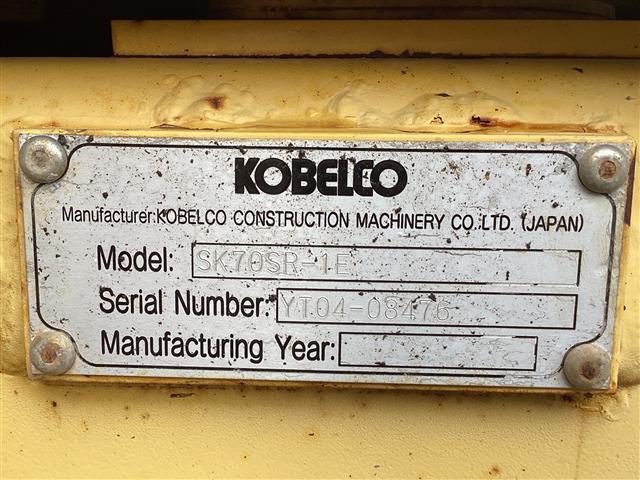 KOBELCO
Manufacturer:KOBELCO CONSTRUCTION MACHINERY CO.,LTD. (JAPAN)
Model: SK70SR-1E
Serial Number: YT04-08476
Manufacturing Year: